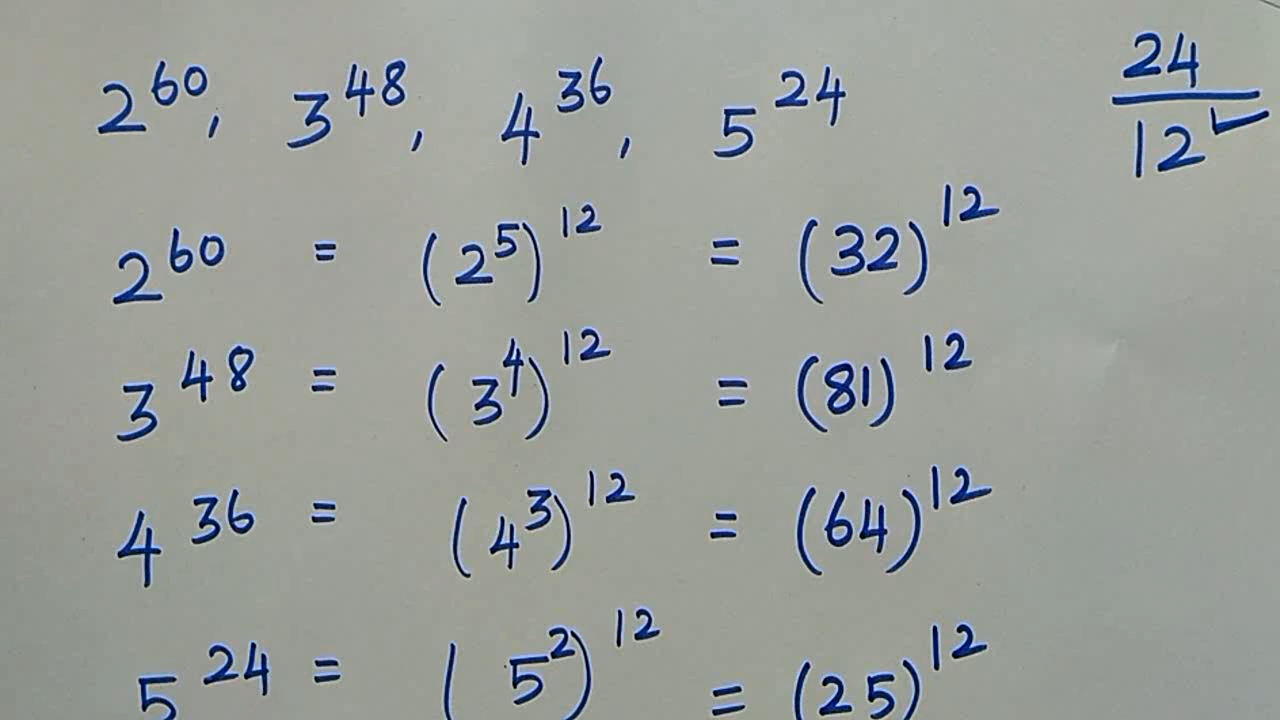 2^60, 3^48, 4^36, 5^24
24/12
2^60 = (2^5)^12 = (32)^12
3^48 = (3^4)^12 = (81)^12
4^36 = (4^3)^12 = (64)^12
5^24 = (5^2)^12 = (25)^12